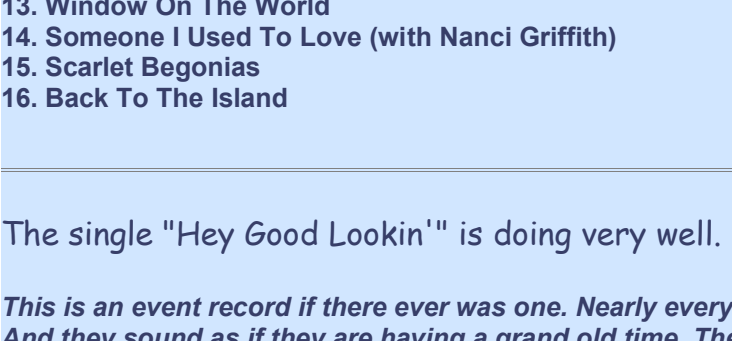 13. Window On The World
14. Someone I Used To Love (with Nanci Griffith)
15. Scarlet Begonias
16. Back To The Island
The single "Hey Good Lookin'" is doing very well.
This is an event record if there ever was one. Nearly every
And they sound as if they are having a grand old time. The